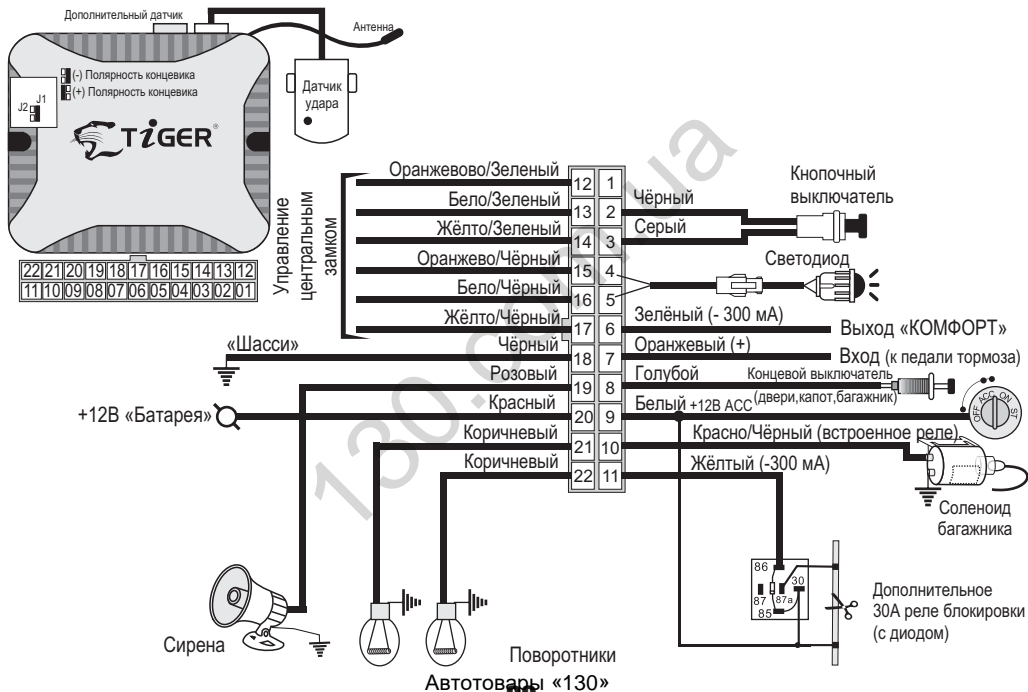 Дополнительный датчик
Антенна
(-) Полярность концевика
(+) Полярность концевика
J1
J2
Датчик
удара
TiGER®
22 21 20 19 18 17 16 15 14 13 12
11 10 09 08 07 06 05 04 03 02 01
Управление
центральным
замком
Оранжевово/Зеленый
12 1
Бело/Зеленый
13 2
Чёрный
Жёлто/Зеленый
14 3
Серый
Кнопочный
выключатель
Оранжево/Чёрный
15 4
Светодиод
Бело/Чёрный
16 5
Жёлто/Чёрный
17 6
Зелёный (- 300 мА)
Выход «КОМФОРТ»
«Шасси»
Чёрный
18 7
Оранжевый (+)
Вход (к педали тормоза)
Розовый
19 8
Голубой
Концевой выключатель
(двери,капот,багажник)
+12В «Батарея»
Красный
20 9
Белый +12В АСС
OFF ACC ON ST
Коричневый
21 10
Красно/Чёрный (встроенное реле)
Коричневый
22 11
Жёлтый (-300 мА)
Соленоид
багажника
86
30
87 87a
85
Дополнительное
30А реле блокировки
(с диодом)
Сирена
Поворотники
Автотовары «130»
130.com.ua